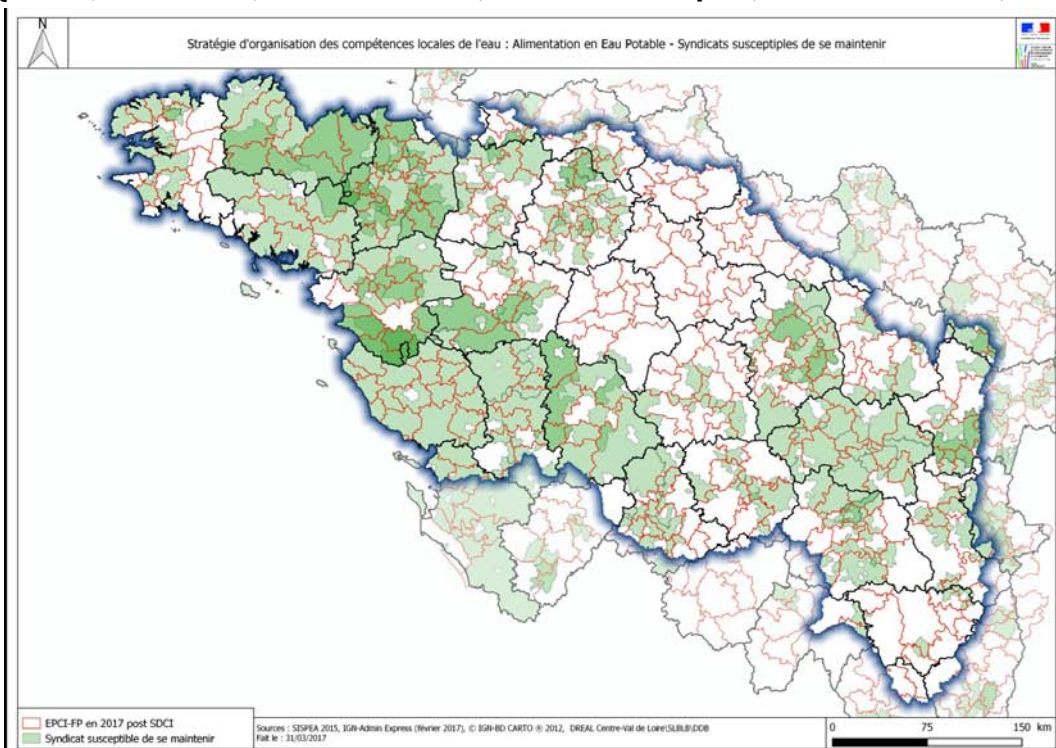 N
Stratégie d'organisation des compétences locales de l'eau : Alimentation en Eau Potable - Syndicats susceptiples de se maintenir
EPCI-FP en 2017 post SDCI
Syndicat susceptible de se maintenir
Sources : SISPEA 2015, IGN-Admin Express (février 2017), © IGN-BD CARTO ® 2012, DREAL Centre-Val de Loire\SLBLB\DDB
Fait le : 31/03/2017
0 75 150 km